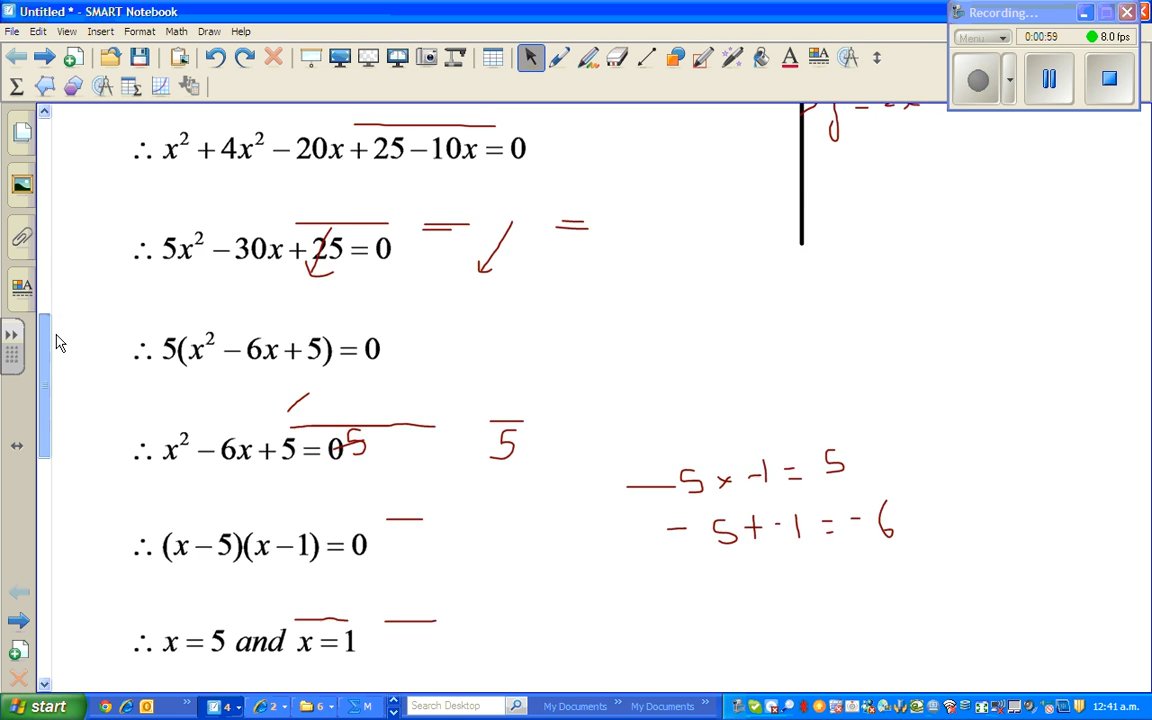 Untitled * - SMART Notebook
Recording...
File Edit View Insert Format Math Draw Help
Menu
0:00:59
8.0 fps
∴ x² + 4x² − 20x + 25 − 10x = 0
∴ 5x² − 30x + 25 = 0
∴ 5(x² − 6x + 5) = 0
∴ x² − 6x + 5 = 0
5
5
— 5 x -1 = 5
- 5 + -1 = -6
∴ (x − 5)(x − 1) = 0
∴ x = 5 and x = 1
start
4
2
6
M
Search Desktop
My Documents
My Documents
12:41 a.m.